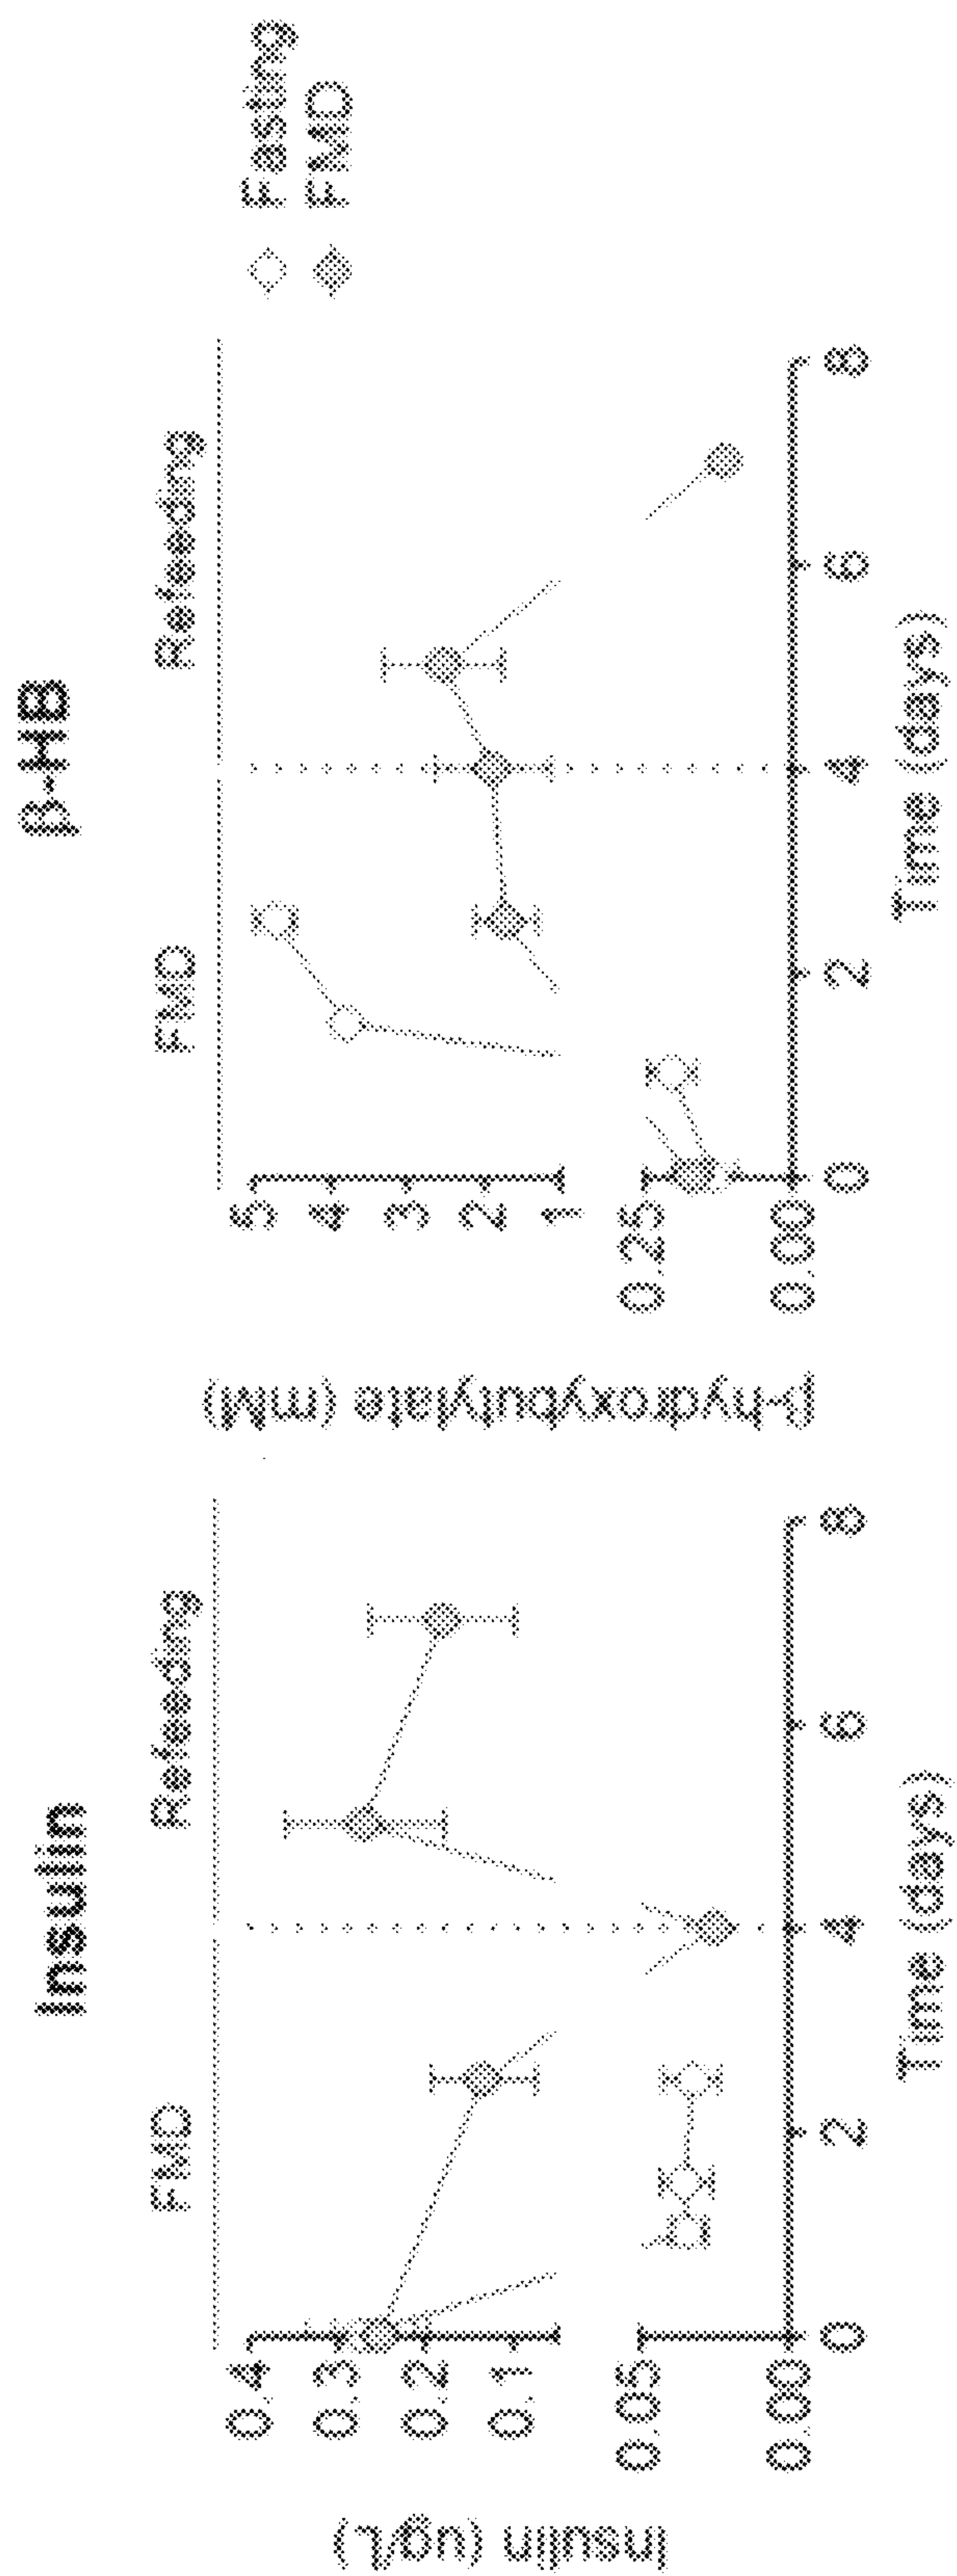 Insulin
FMD
Refeeding
insulin (ug/L)
0.4
0.3
0.2
0.1
0.05
0.00
0
2
4
6
8
Time (days)
β-HB
FMD
Refeeding
β-hydroxybutylate (mM)
5
4
3
2
1
0.25
0.00
0
2
4
6
8
Time (days)
Fasting
FMD